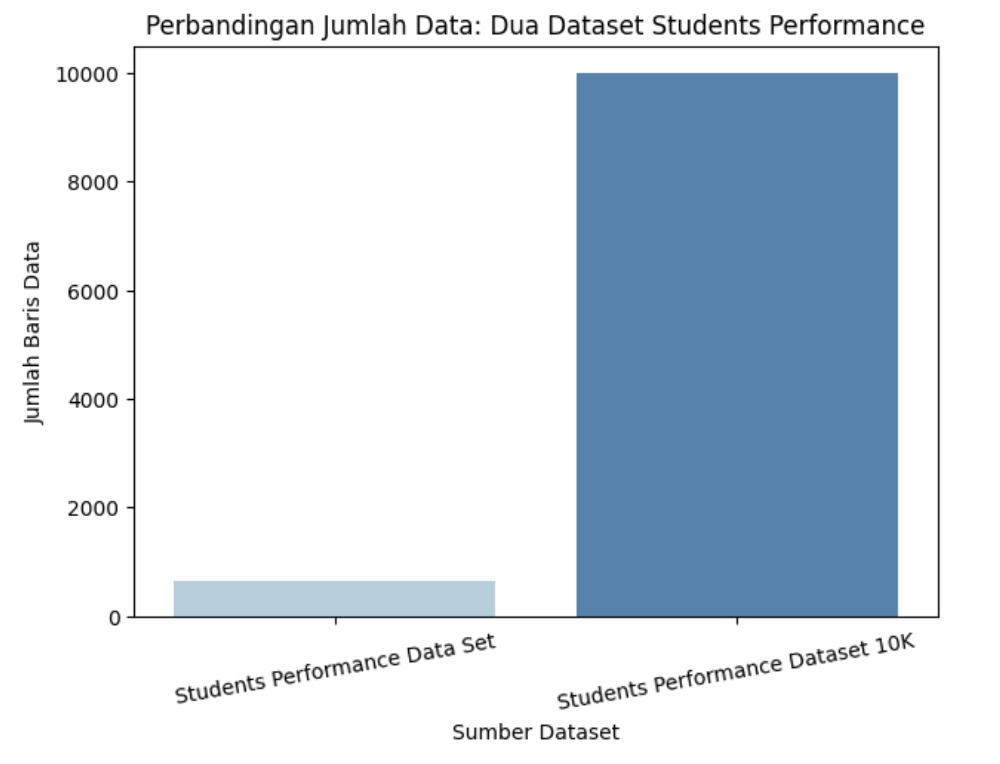 Perbandingan Jumlah Data: Dua Dataset Students Performance
10000
8000
6000
4000
2000
0
Jumlah Baris Data
Students Performance Data Set
Students Performance Dataset 10K
Sumber Dataset